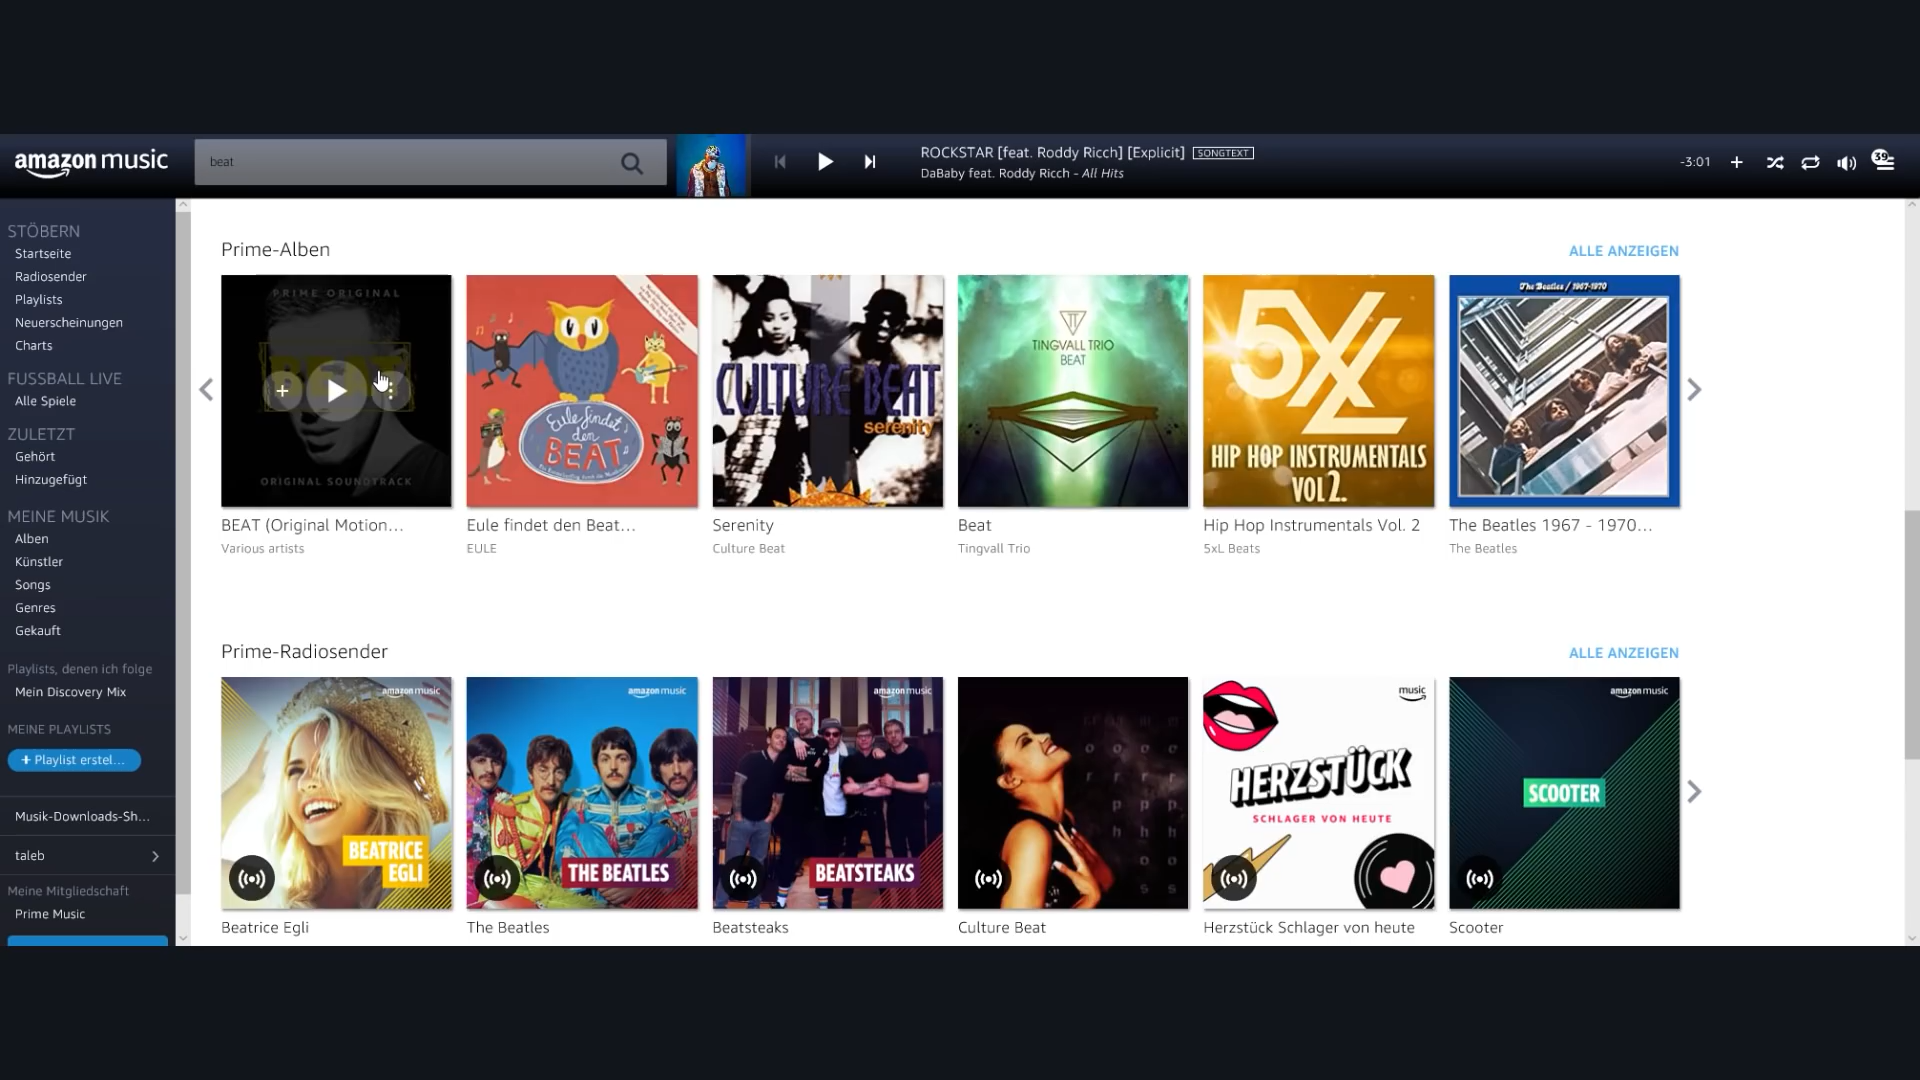 amazon music
beat
ROCKSTAR [feat. Roddy Ricch] [Explicit] SONGTEXT
DaBaby feat. Roddy Ricch - All Hits
-3:01
39
STÖBERN
Startseite
Radiosender
Playlists
Neuerscheinungen
Charts
FUSSBALL LIVE
Alle Spiele
ZULETZT
Gehört
Hinzugefügt
MEINE MUSIK
Alben
Künstler
Songs
Genres
Gekauft
Playlists, denen ich folge
Mein Discovery Mix
MEINE PLAYLISTS
+ Playlist erstel...
Musik-Downloads-Sh...
taleb
Meine Mitgliedschaft
Prime Music
Prime-Alben
ALLE ANZEIGEN
PRIME ORIGINAL
BEAT
ORIGINAL SOUNDTRACK
Eule findet
den
BEAT
CULTURE BEAT
serenity
TINGVALL TRIO
BEAT
5XL
HIP HOP INSTRUMENTALS
VOL 2.
The Beatles / 1967-1970
BEAT (Original Motion...
Various artists
Eule findet den Beat...
EULE
Serenity
Culture Beat
Beat
Tingvall Trio
Hip Hop Instrumentals Vol. 2
5xL Beats
The Beatles 1967 - 1970...
The Beatles
Prime-Radiosender
ALLE ANZEIGEN
amazon music
BEATRICE
EGLI
amazon music
THE BEATLES
amazon music
BEATSTEAKS
music
HERZSTÜCK
SCHLAGER VON HEUTE
amazon music
SCOOTER
Beatrice Egli
The Beatles
Beatsteaks
Culture Beat
Herzstück Schlager von heute
Scooter